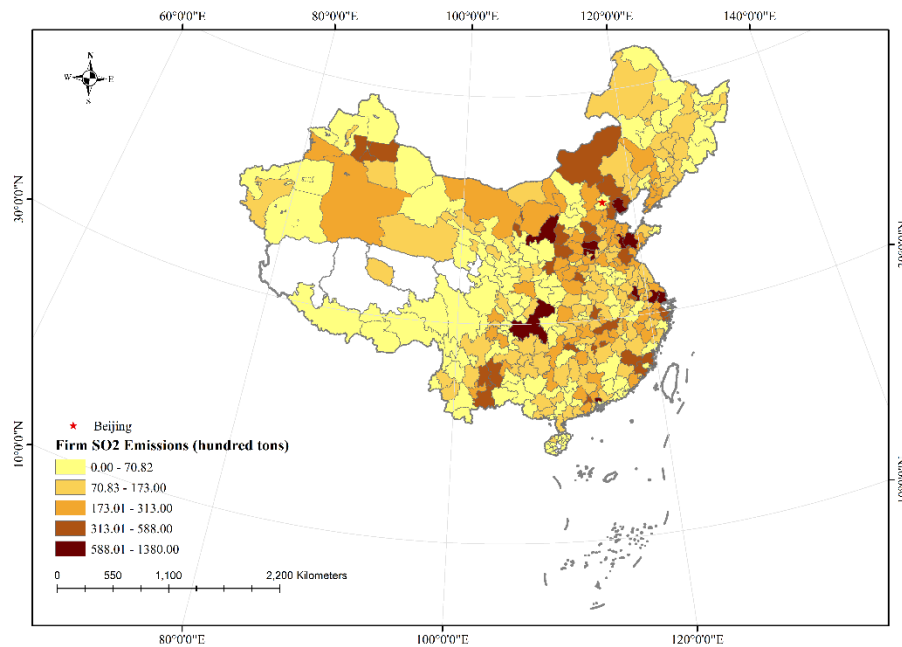 60°0'0"E 80°0'0"E 100°0'0"E 120°0'0"E 140°0'0"E
N
W E
S
30°0'0"N
10°0'0"N
Beijing
Firm SO2 Emissions (hundred tons)
0.00 - 70.82
70.83 - 173.00
173.01 - 313.00
313.01 - 588.00
588.01 - 1380.00
0 550 1,100 2,200 Kilometers
80°0'0"E 100°0'0"E 120°0'0"E